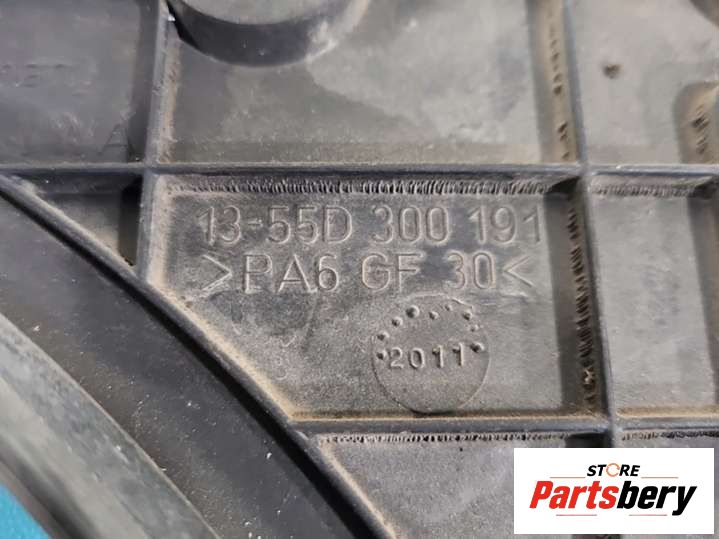 13-55D 300 191
>PA6 GF 30<
2011
STORE
Partsbery